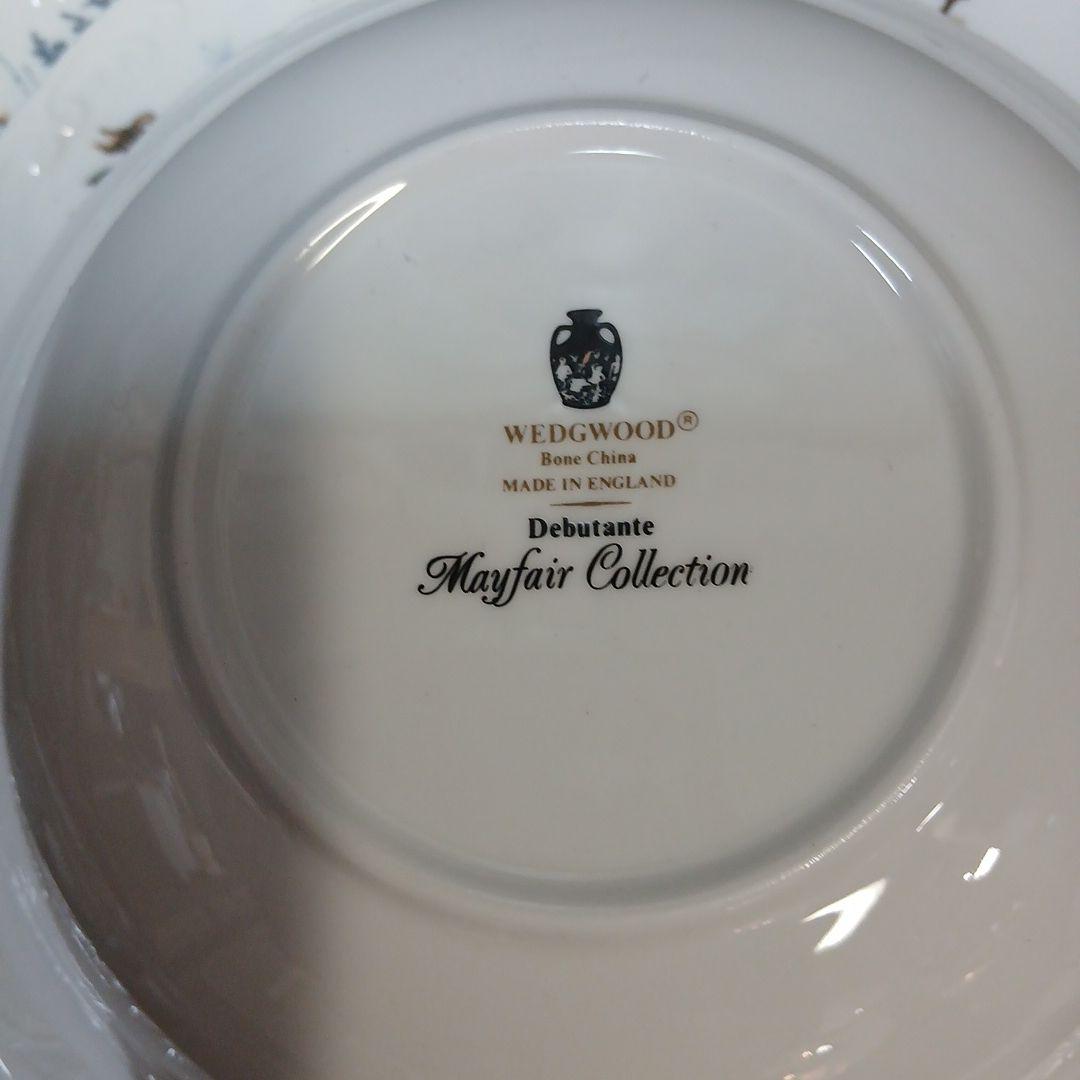 WEDGWOOD®
Bone China
MADE IN ENGLAND
Debutante
Mayfair Collection